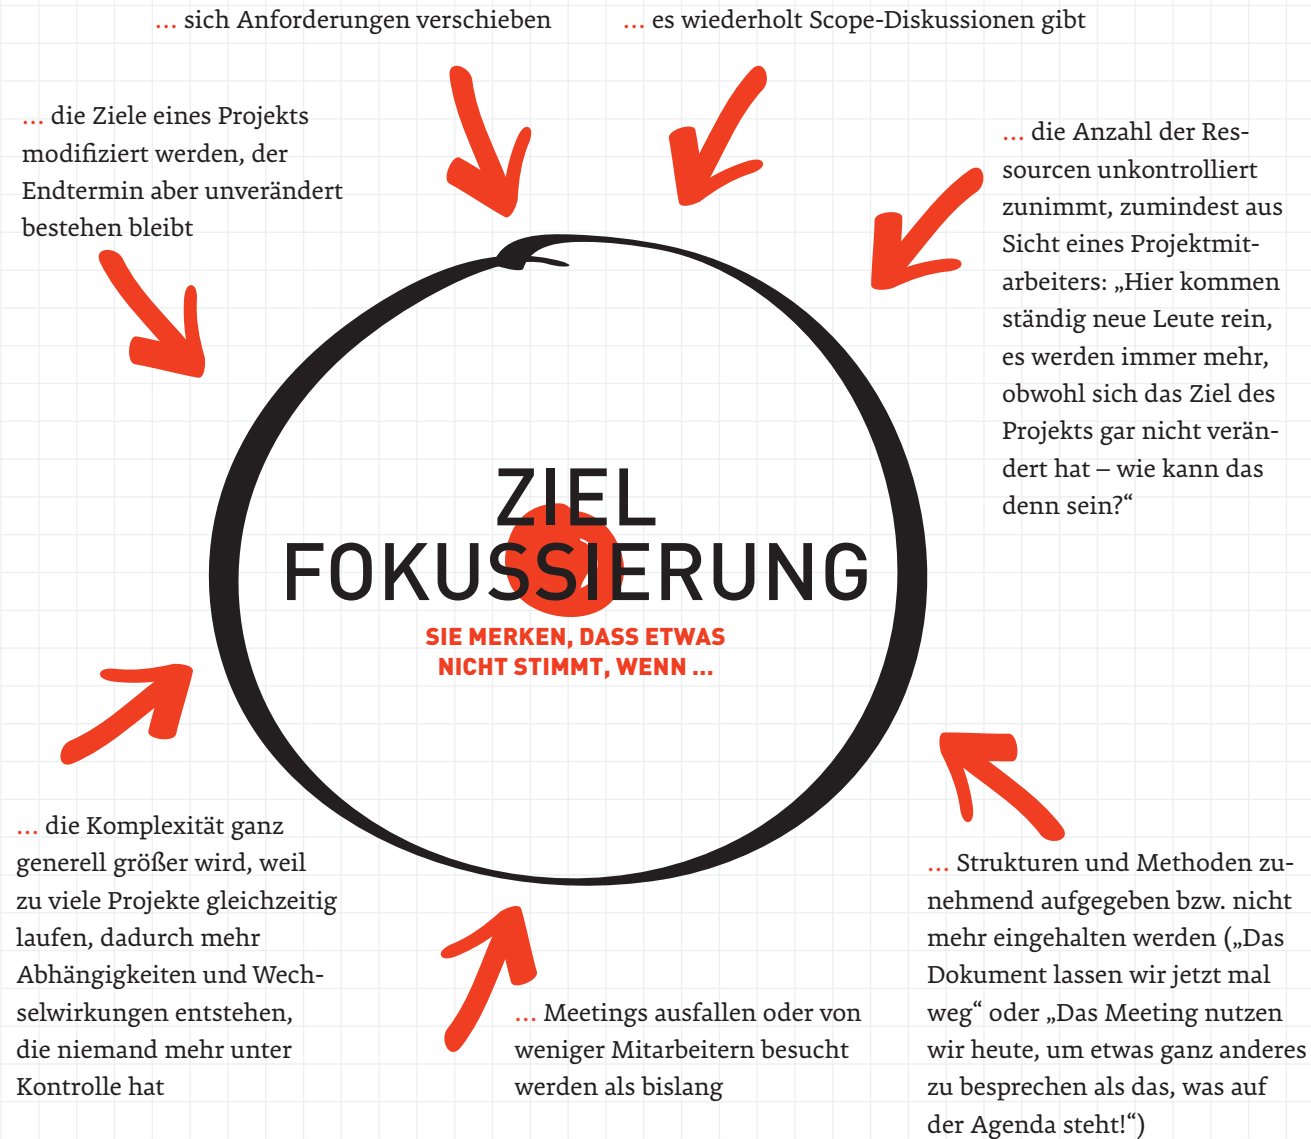 ... sich Anforderungen verschieben
... es wiederholt Scope-Diskussionen gibt
... die Ziele eines Projekts
modifiziert werden, der
Endtermin aber unverändert
bestehen bleibt
... die Anzahl der Res-
sourcen unkontrolliert
zunimmt, zumindest aus
Sicht eines Projektmit-
arbeiters: „Hier kommen
ständig neue Leute rein,
es werden immer mehr,
obwohl sich das Ziel des
Projekts gar nicht verän-
dert hat – wie kann das
denn sein?“
ZIEL
FOKUSSIERUNG
SIE MERKEN, DASS ETWAS
NICHT STIMMT, WENN ...
... die Komplexität ganz
generell größer wird, weil
zu viele Projekte gleichzeitig
laufen, dadurch mehr
Abhängigkeiten und Wech-
selwirkungen entstehen,
die niemand mehr unter
Kontrolle hat
... Meetings ausfallen oder von
weniger Mitarbeitern besucht
werden als bislang
... Strukturen und Methoden zu-
nehmend aufgegeben bzw. nicht
mehr eingehalten werden („Das
Dokument lassen wir jetzt mal
weg“ oder „Das Meeting nutzen
wir heute, um etwas ganz anderes
zu besprechen als das, was auf
der Agenda steht!“)